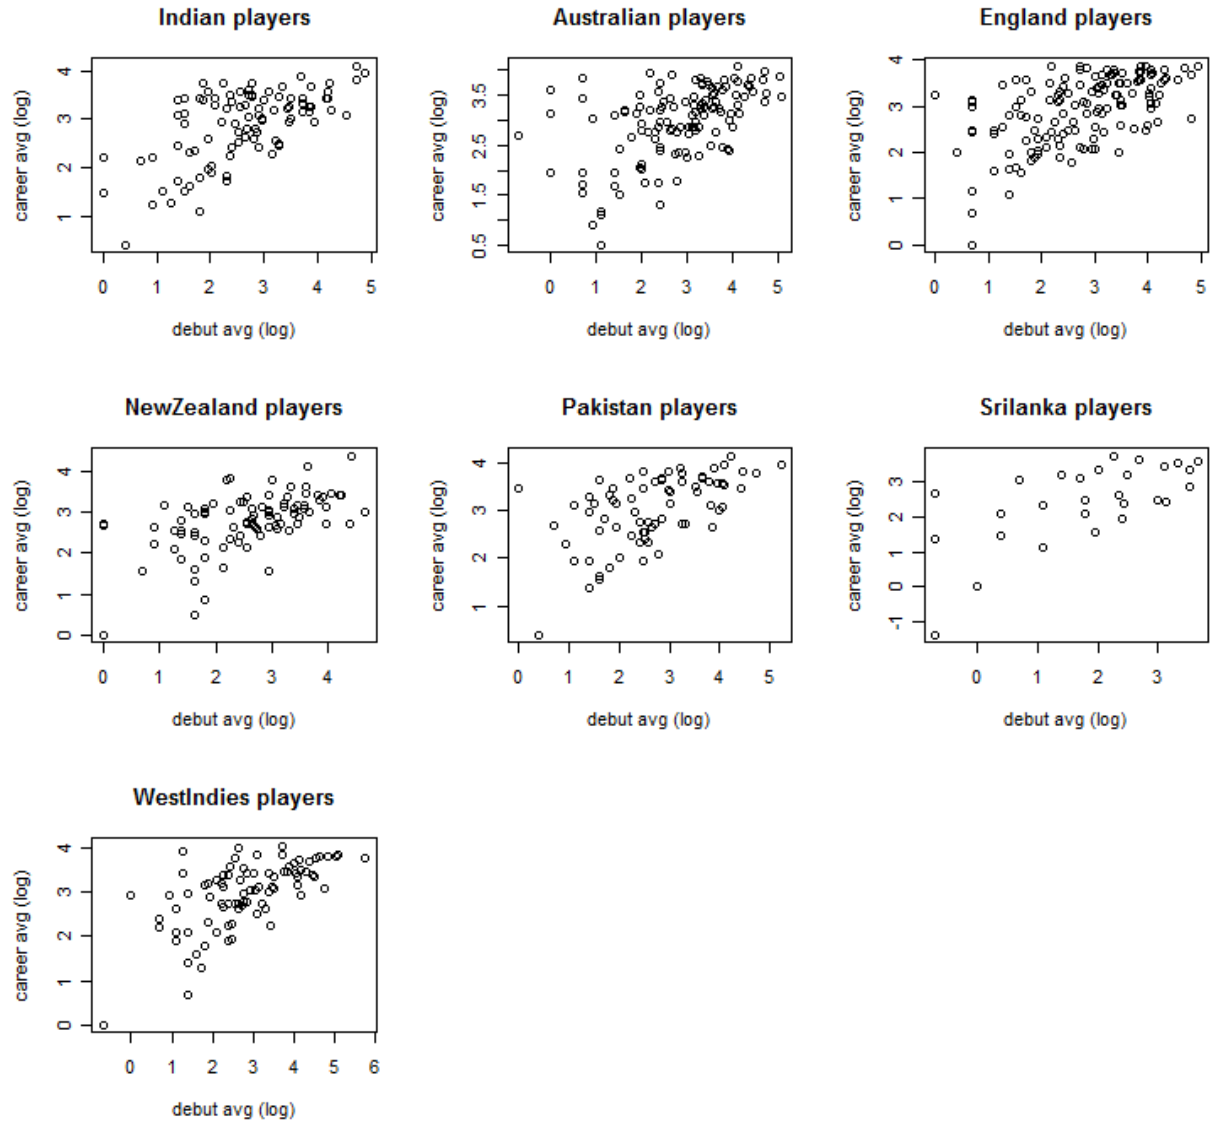 Indian players
career avg (log)
4
3
2
1
0 1 2 3 4 5
debut avg (log)
Australian players
career avg (log)
3.5
2.5
1.5
0.5
0 1 2 3 4 5
debut avg (log)
England players
career avg (log)
4
3
2
1
0
0 1 2 3 4 5
debut avg (log)
NewZealand players
career avg (log)
4
3
2
1
0
0 1 2 3 4
debut avg (log)
Pakistan players
career avg (log)
4
3
2
1
0 1 2 3 4 5
debut avg (log)
Srilanka players
career avg (log)
3
2
1
0
-1
0 1 2 3
debut avg (log)
WestIndies players
career avg (log)
4
3
2
1
0
0 1 2 3 4 5 6
debut avg (log)